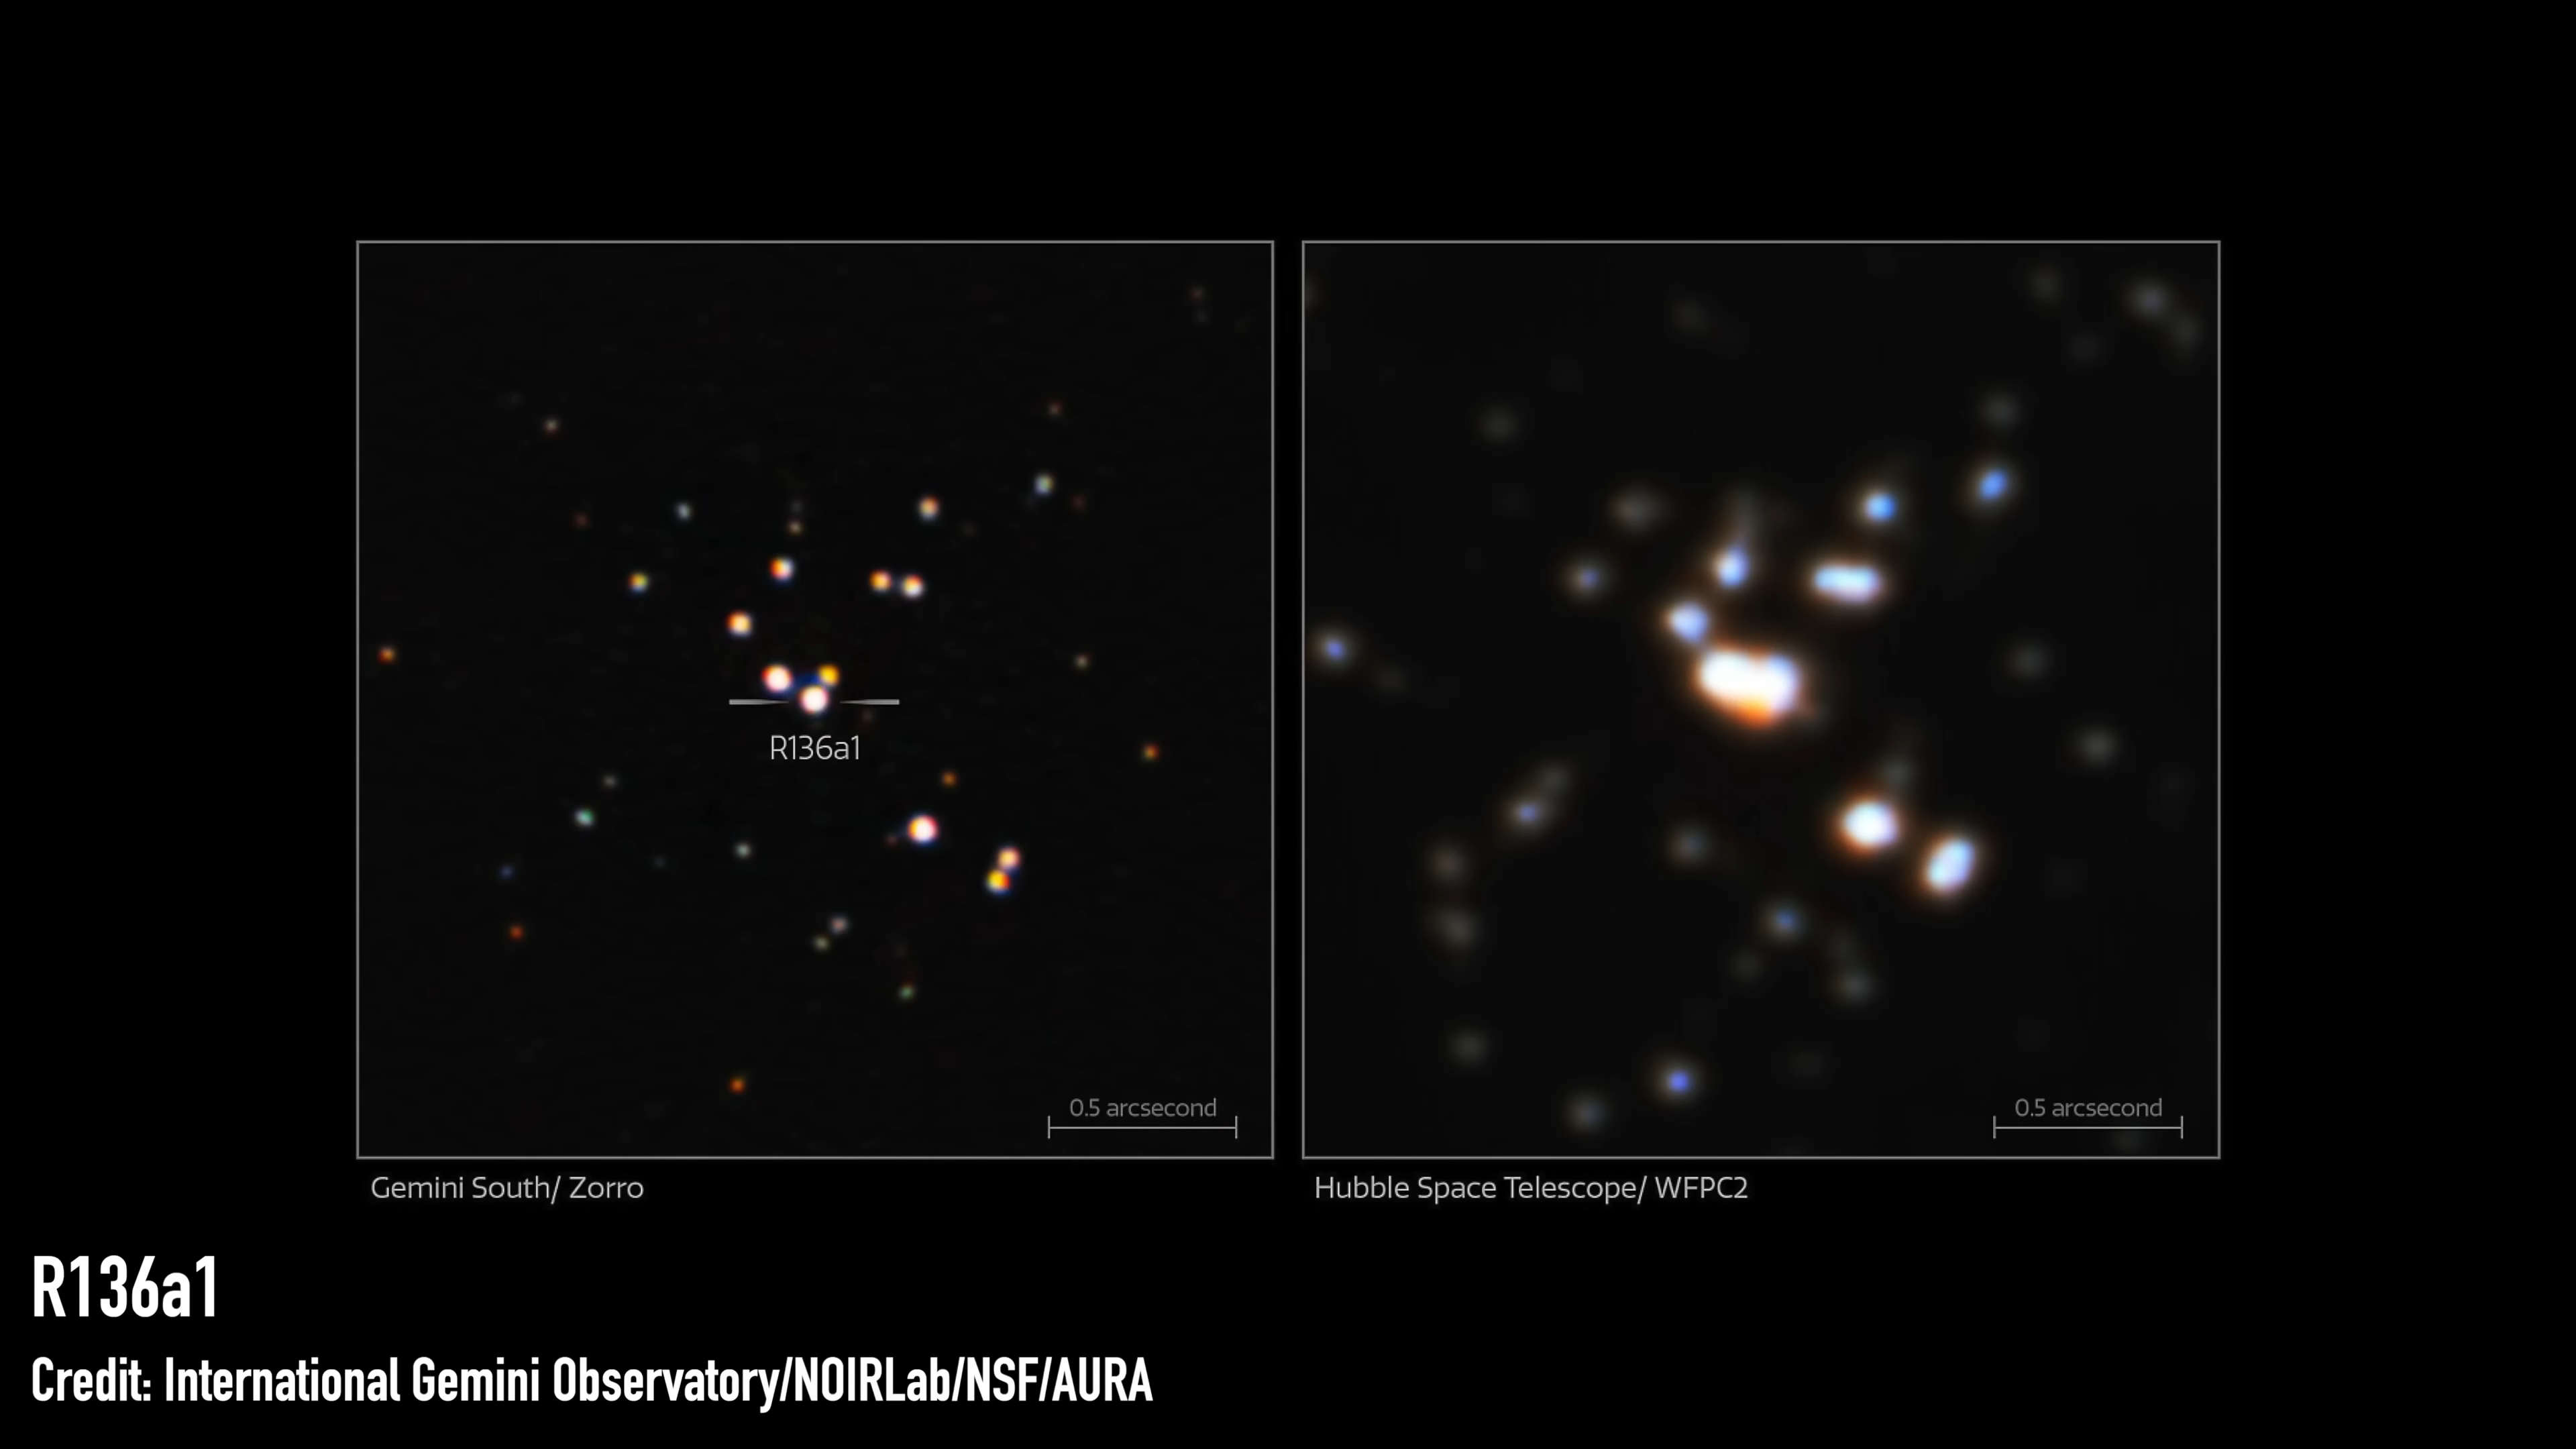 R136a1
0.5 arcsecond
0.5 arcsecond
Gemini South/ Zorro
Hubble Space Telescope/ WFPC2
R136a1
Credit: International Gemini Observatory/NOIRLab/NSF/AURA